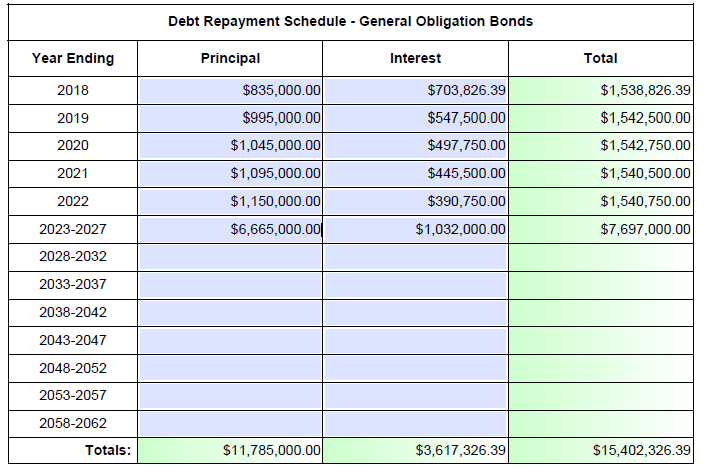 Debt Repayment Schedule - General Obligation Bonds
Year Ending Principal Interest Total
2018 $835,000.00 $703,826.39 $1,538,826.39
2019 $995,000.00 $547,500.00 $1,542,500.00
2020 $1,045,000.00 $497,750.00 $1,542,750.00
2021 $1,095,000.00 $445,500.00 $1,540,500.00
2022 $1,150,000.00 $390,750.00 $1,540,750.00
2023-2027 $6,665,000.00 $1,032,000.00 $7,697,000.00
2028-2032
2033-2037
2038-2042
2043-2047
2048-2052
2053-2057
2058-2062
Totals: $11,785,000.00 $3,617,326.39 $15,402,326.39